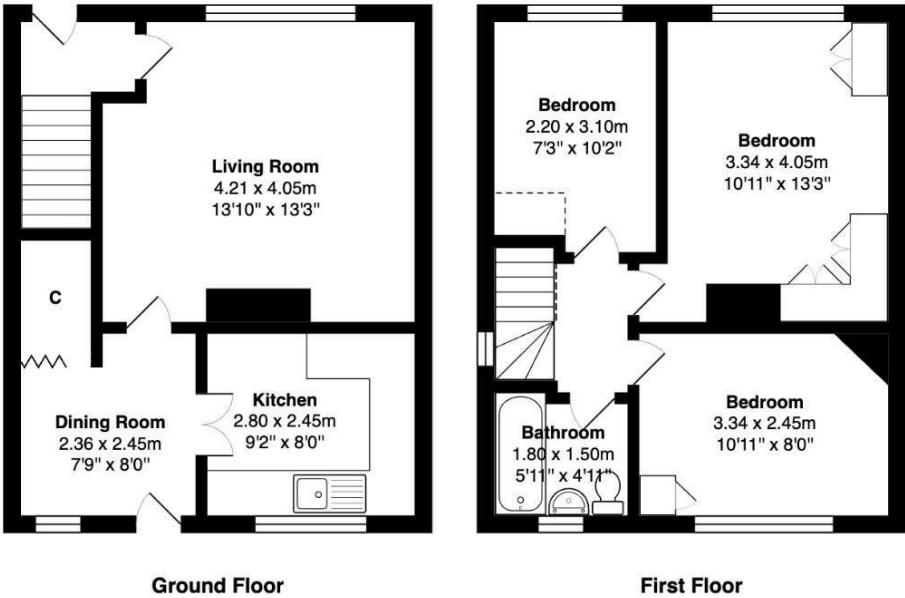 Living Room
4.21 x 4.05m
13'10" x 13'3"
C
Dining Room
2.36 x 2.45m
7'9" x 8'0"
Kitchen
2.80 x 2.45m
9'2" x 8'0"
Ground Floor
Bedroom
2.20 x 3.10m
7'3" x 10'2"
Bedroom
3.34 x 4.05m
10'11" x 13'3"
Bathroom
1.80 x 1.50m
5'11" x 4'11"
Bedroom
3.34 x 2.45m
10'11" x 8'0"
First Floor